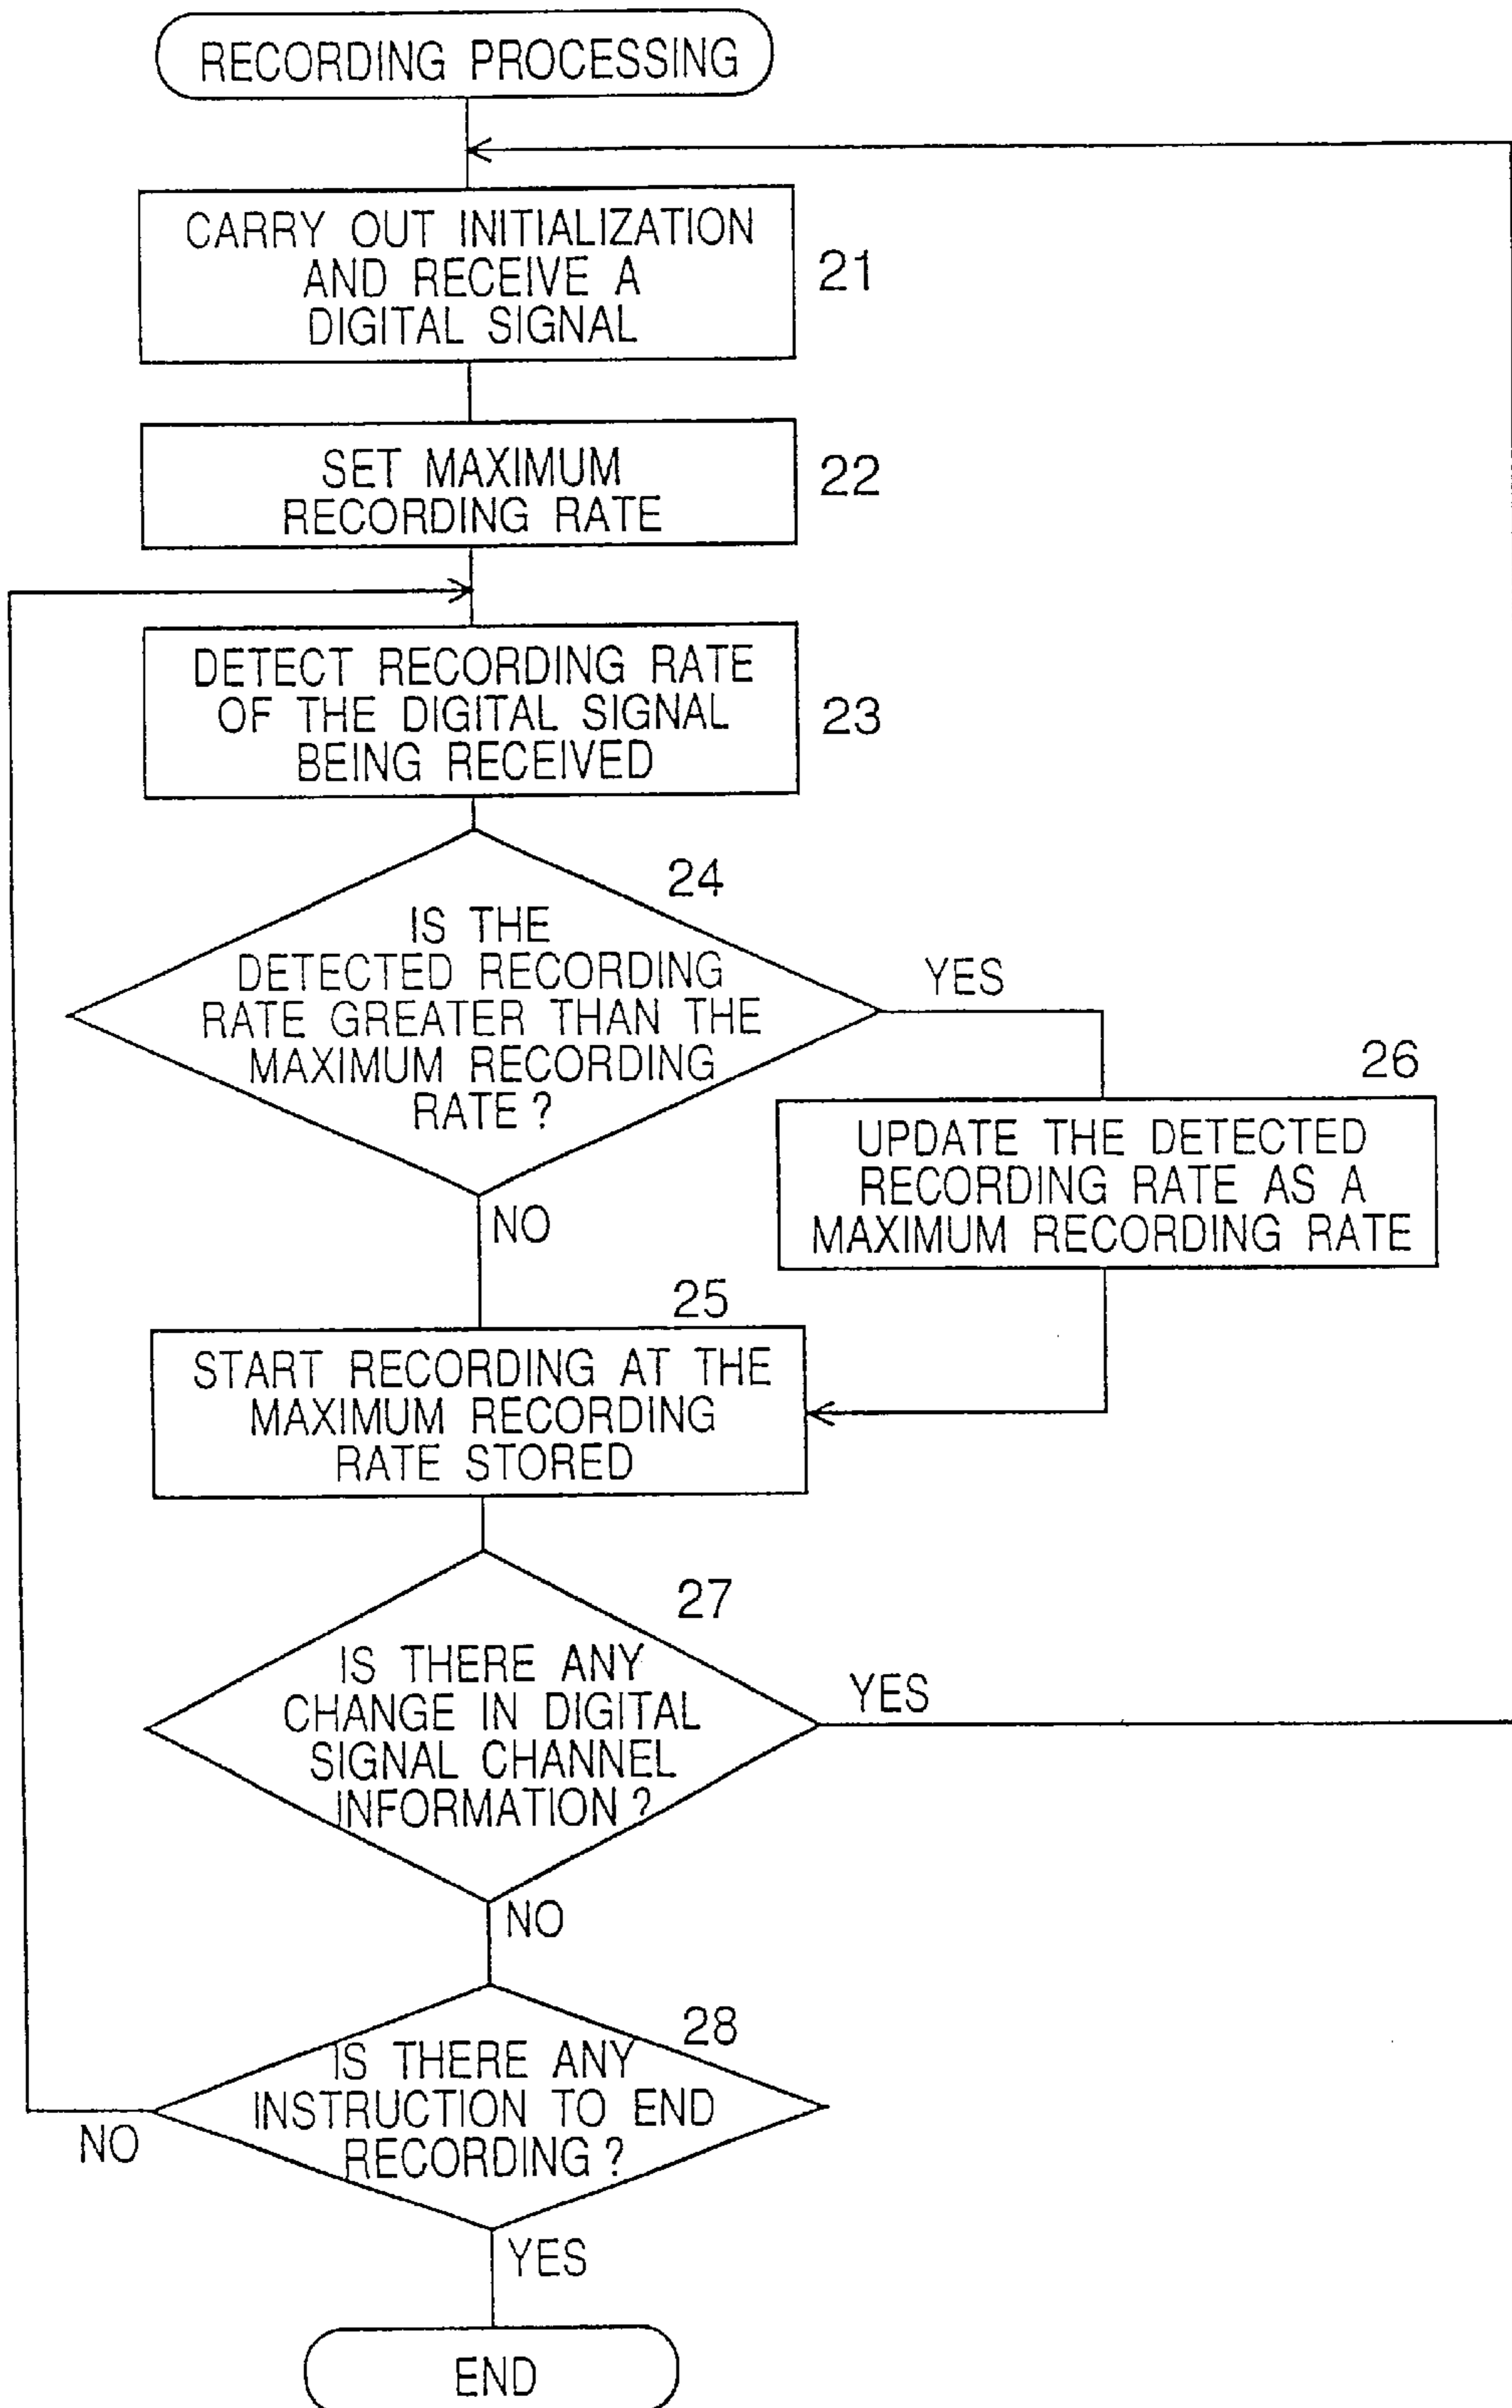 RECORDING PROCESSING
CARRY OUT INITIALIZATION
AND RECEIVE A
DIGITAL SIGNAL
21
SET MAXIMUM
RECORDING RATE
22
DETECT RECORDING RATE
OF THE DIGITAL SIGNAL
BEING RECEIVED
23
24
IS THE
DETECTED RECORDING
RATE GREATER THAN THE
MAXIMUM RECORDING
RATE?
YES
NO
26
UPDATE THE DETECTED
RECORDING RATE AS A
MAXIMUM RECORDING RATE
25
START RECORDING AT THE
MAXIMUM RECORDING
RATE STORED
27
IS THERE ANY
CHANGE IN DIGITAL
SIGNAL CHANNEL
INFORMATION?
YES
NO
28
IS THERE ANY
INSTRUCTION TO END
RECORDING?
NO
YES
END